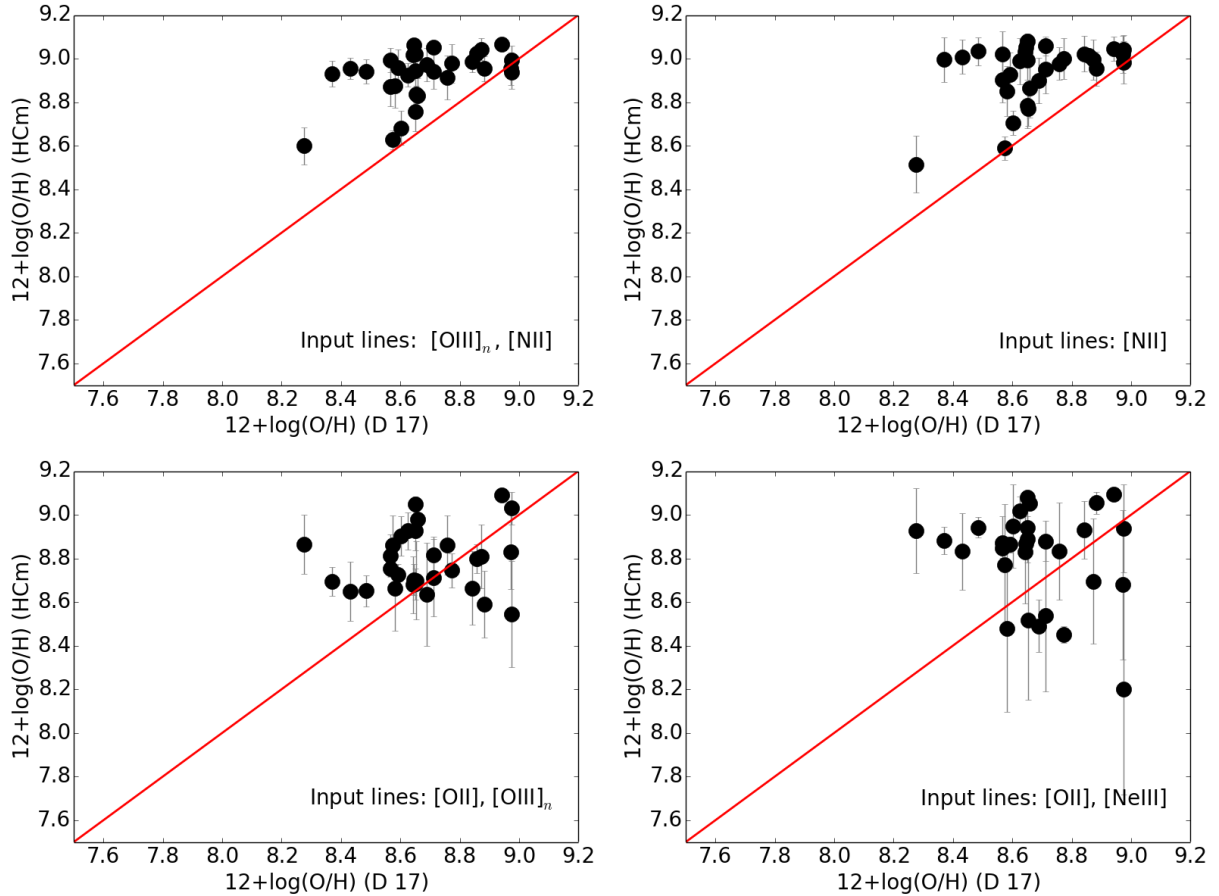 9.2
9.0
8.8
8.6
8.4
8.2
8.0
7.8
7.6
12+log(O/H) (HCm)
Input lines: [OIII]n, [NII]
7.6 7.8 8.0 8.2 8.4 8.6 8.8 9.0 9.2
12+log(O/H) (D 17)
9.2
9.0
8.8
8.6
8.4
8.2
8.0
7.8
7.6
12+log(O/H) (HCm)
Input lines: [NII]
7.6 7.8 8.0 8.2 8.4 8.6 8.8 9.0 9.2
12+log(O/H) (D 17)
9.2
9.0
8.8
8.6
8.4
8.2
8.0
7.8
7.6
12+log(O/H) (HCm)
Input lines: [OII], [OIII]n
7.6 7.8 8.0 8.2 8.4 8.6 8.8 9.0 9.2
12+log(O/H) (D 17)
9.2
9.0
8.8
8.6
8.4
8.2
8.0
7.8
7.6
12+log(O/H) (HCm)
Input lines: [OII], [NeIII]
7.6 7.8 8.0 8.2 8.4 8.6 8.8 9.0 9.2
12+log(O/H) (D 17)